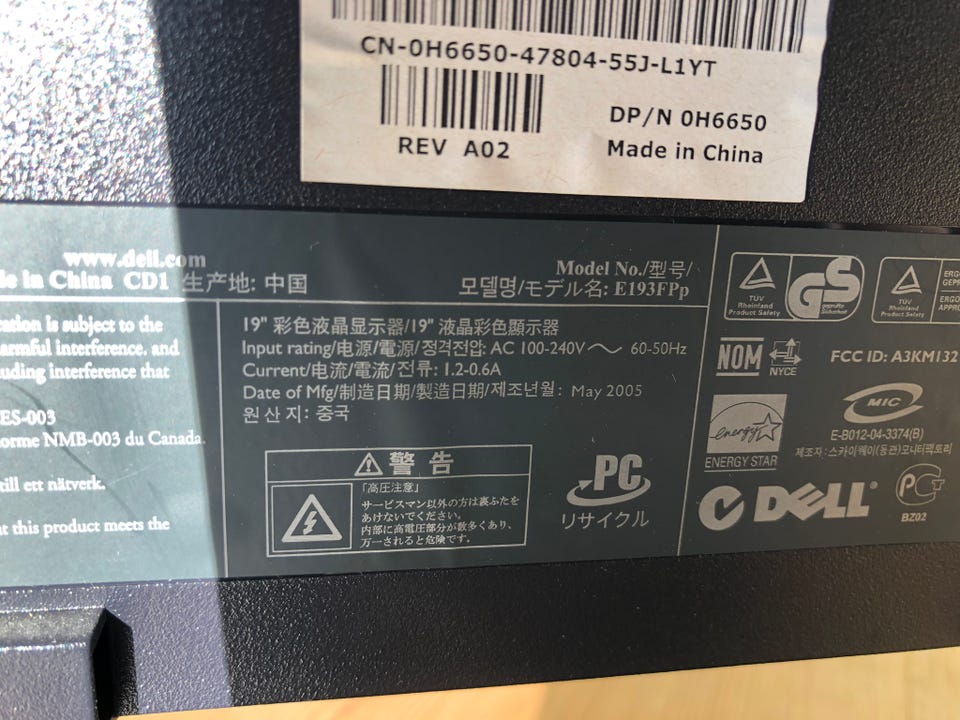 CN-0H6650-47804-55J-L1YT
REV A02
DP/N 0H6650
Made in China
www.dell.com
in China CD1 生产地: 中国
is subject to the
interference, and
interference that
ES-003
norme NMB-003 du Canada.
till ett nätverk.
at this product meets the
Model No./型号/
모델명/モデル名: E193FPp
19" 彩色液晶显示器/19" 液晶彩色顯示器
Input rating/电源/電源/정격전압: AC 100-240V 60-50Hz
Current/电流/電流/전류: 1.2-0.6A
Date of Mfg/制造日期/製造日期/제조년월: May 2005
원산지: 중국
警告
「高圧注意」
サービスマン以外の方は裏ふたを
あけないでください。
内部に高電圧部分が数多くあり、
万一されると危険です。
PC
リサイクル
TÜV
Rheinland
Product Safety
GS
geprüfte
Sicherheit
TÜV
Rheinland
Product Safety
NOM
NYCE
FCC ID: A3KM132
energy
ENERGY STAR
MIC
E-B012-04-3374(B)
제조자: 스카이웨이(동관)모니터팩토리
DELL
BZ02